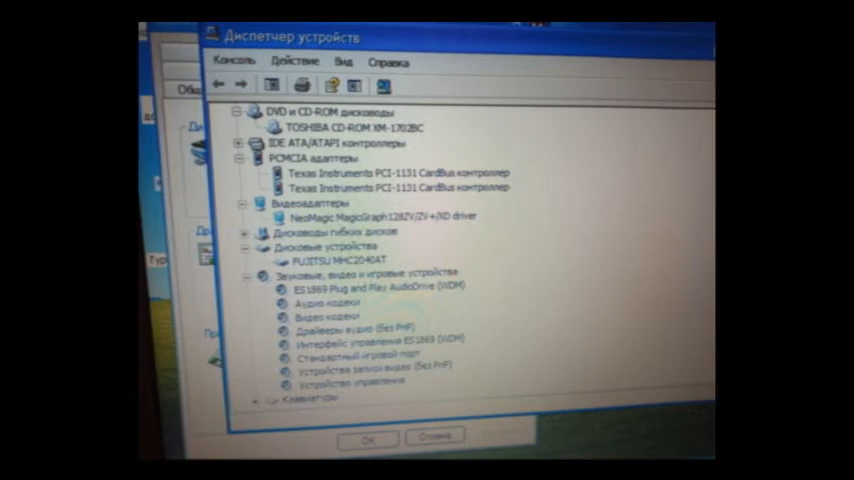 Диспетчер устройств
Консоль Действие Вид Справка
DVD и CD-ROM дисководы
TOSHIBA CD-ROM XM-1702BC
IDE ATA/ATAPI контроллеры
PCMCIA адаптеры
Texas Instruments PCI-1131 CardBus контроллер
Texas Instruments PCI-1131 CardBus контроллер
Видеоадаптеры
NeoMagic MagicGraph128ZV/ZV+/XD driver
Дисководы гибких дисков
Дисковые устройства
FUJITSU MHC2040AT
Звуковые, видео и игровые устройства
ES1869 Plug and Play AudioDrive (WDM)
Аудио кодеки
Видео кодеки
Драйверы аудио (без PnP)
Интерфейс управления ES1869 (WDM)
Стандартный игровой порт
Устройства записи видео (без PnP)
Устройство управления
Клавиатуры
OK Отмена